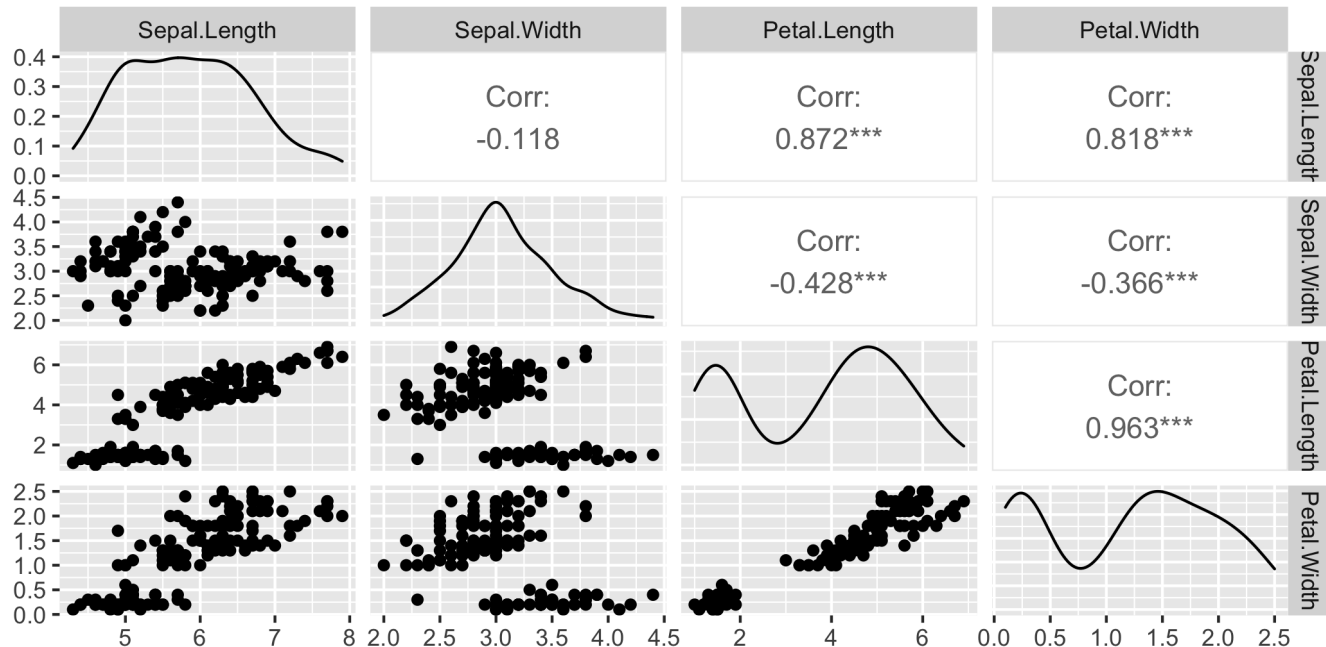 Sepal.Length Sepal.Width Petal.Length Petal.Width
0.4
0.3
0.2
0.1
0.0
Corr:
-0.118
Corr:
0.872***
Corr:
0.818***
Sepal.Length
4.5
4.0
3.5
3.0
2.5
2.0
Corr:
-0.428***
Corr:
-0.366***
Sepal.Width
6
4
2
Corr:
0.963***
Petal.Length
2.5
2.0
1.5
1.0
0.5
0.0
Petal.Width
5 6 7 8 2.0 2.5 3.0 3.5 4.0 4.5 2 4 6 0.0 0.5 1.0 1.5 2.0 2.5